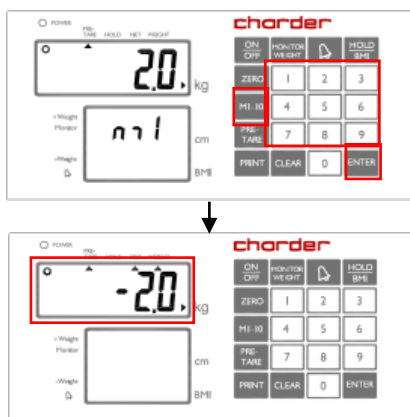 charder
POWER
PRE-
TARE HOLD NET WEIGHT
2.0 kg
ON
OFF
MONITOR
WEIGHT
HOLD
BMI
ZERO 1 2 3
M1-10 4 5 6
PRE-
TARE
7 8 9
PRINT CLEAR 0 ENTER
<Weight
Monitor
m1
cm
<Weight
BMI
charder
POWER
PRE-
TARE HOLD NET WEIGHT
-2.0 kg
ON
OFF
MONITOR
WEIGHT
HOLD
BMI
ZERO 1 2 3
M1-10 4 5 6
PRE-
TARE
7 8 9
PRINT CLEAR 0 ENTER
<Weight
Monitor
cm
<Weight
BMI